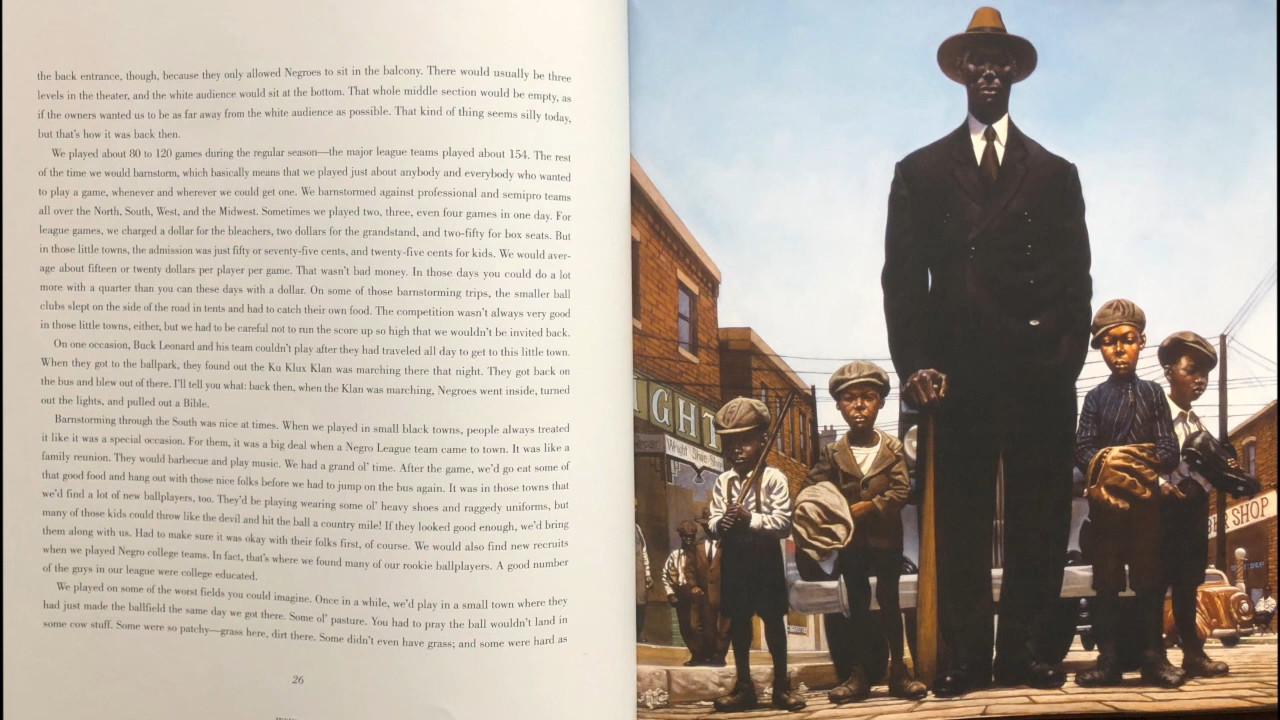 the back entrance, though, because they only allowed Negroes to sit in the balcony. There would usually be three
levels in the theater, and the white audience would sit at the bottom. That whole middle section would be empty, as
if the owners wanted us to be as far away from the white audience as possible. That kind of thing seems silly today,
but that's how it was back then.
We played about 80 to 120 games during the regular season—the major league teams played about 154. The rest
of the time we would barnstorm, which basically means that we played just about anybody and everybody who wanted
to play a game, whenever and wherever we could get one. We barnstormed against professional and semipro teams
all over the North, South, West, and the Midwest. Sometimes we played two, three, even four games in one day. For
league games, we charged a dollar for the bleachers, two dollars for the grandstand, and two-fifty for box seats. But
in those little towns, the admission was just fifty or seventy-five cents, and twenty-five cents for kids. We would aver-
age about fifteen or twenty dollars per player per game. That wasn't bad money. In those days you could do a lot
more with a quarter than you can these days with a dollar. On some of those barnstorming trips, the smaller ball
clubs slept on the side of the road in tents and had to catch their own food. The competition wasn't always very good
in those little towns, either, but we had to be careful not to run the score up so high that we wouldn't be invited back.
On one occasion, Buck Leonard and his team couldn't play after they had traveled all day to get to this little town.
When they got to the ballpark, they found out the Ku Klux Klan was marching there that night. They got back on
the bus and blew out of there. I'll tell you what: back then, when the Klan was marching, Negroes went inside, turned
out the lights, and pulled out a Bible.
Barnstorming through the South was nice at times. When we played in small black towns, people always treated
it like it was a special occasion. For them, it was a big deal when a Negro League team came to town. It was like a
family reunion. They would barbecue and play music. We had a grand ol' time. After the game, we'd go eat some of
that good food and hang out with those nice folks before we had to jump on the bus again. It was in those towns that
we'd find a lot of new ballplayers, too. They'd be playing wearing some ol' heavy shoes and raggedy uniforms, but
many of those kids could throw like the devil and hit the ball a country mile! If they looked good enough, we'd bring
them along with us. Had to make sure it was okay with their folks first, of course. We would also find new recruits
when we played Negro college teams. In fact, that's where we found many of our rookie ballplayers. A good number
of the guys in our league were college educated.
We played on some of the worst fields you could imagine. Once in a while, we'd play in a small town where they
had just made the ballfield the same day we got there. Some ol' pasture. You had to pray the ball wouldn't land in
some cow stuff. Some were so patchy—grass here, dirt there. Some didn't even have grass; and some were hard as
26
IGHT
Wright Shoe Shop
SHOP